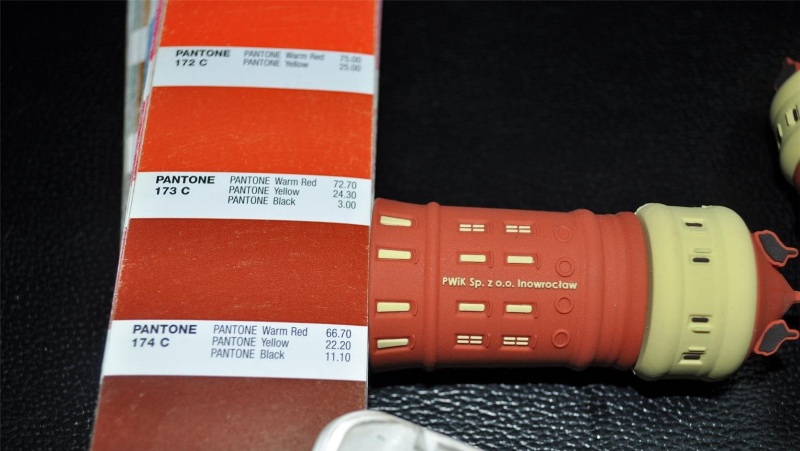 PANTONE PANTONE Warm Red 75.00
172 C PANTONE Yellow 25.00
PANTONE PANTONE Warm Red 72.70
173 C PANTONE Yellow 24.30
PANTONE Black 3.00
PWiK Sp. z o.o. Inowrocław
PANTONE PANTONE Warm Red 66.70
174 C PANTONE Yellow 22.20
PANTONE Black 11.10